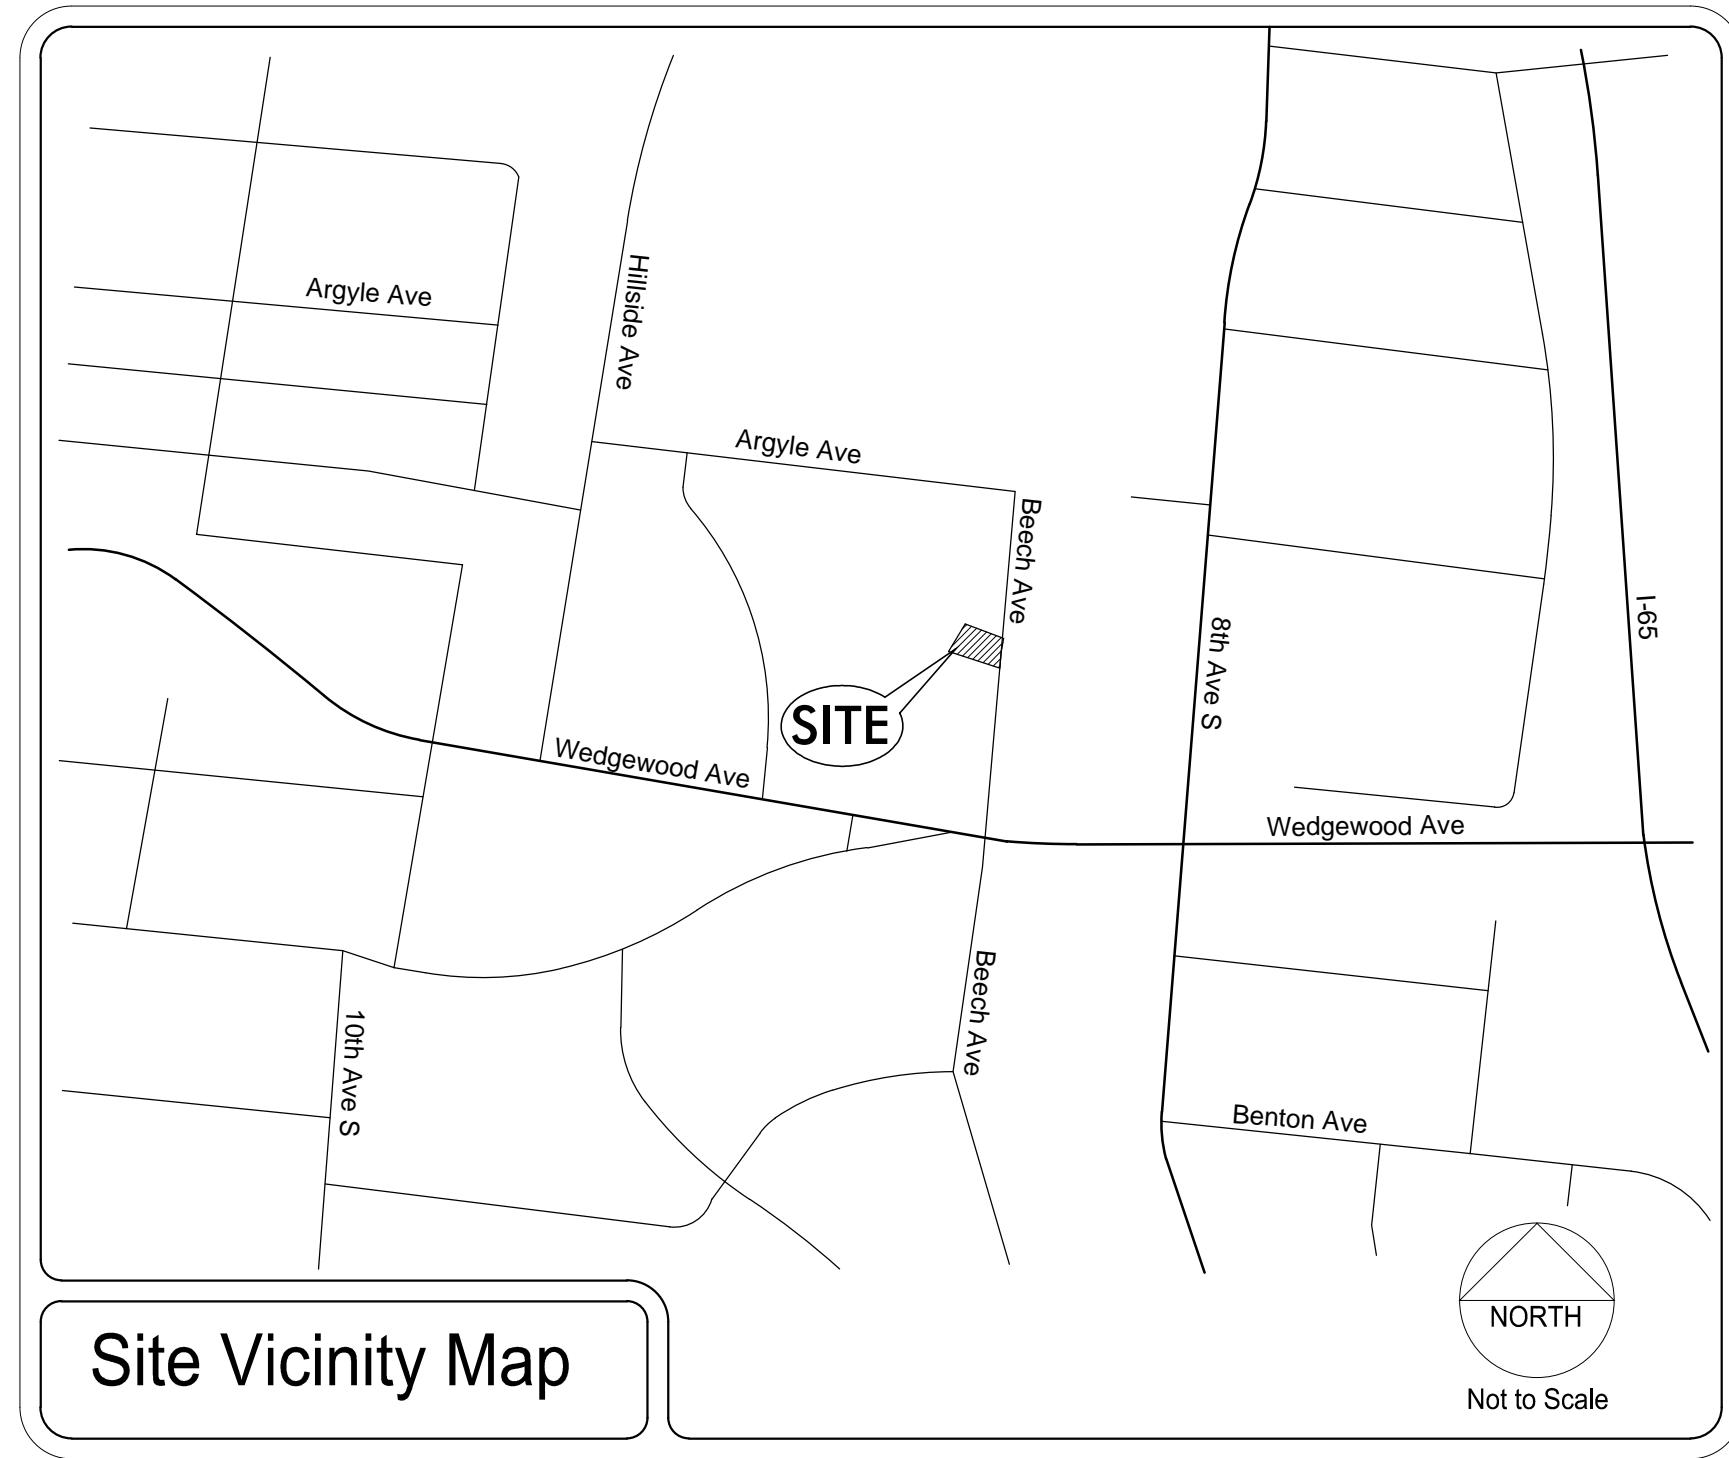 Hillside Ave
Argyle Ave
Argyle Ave
Beech Ave
I-65
8th Ave S
SITE
Wedgewood Ave
Wedgewood Ave
Beech Ave
10th Ave S
Benton Ave
NORTH
Not to Scale
Site Vicinity Map